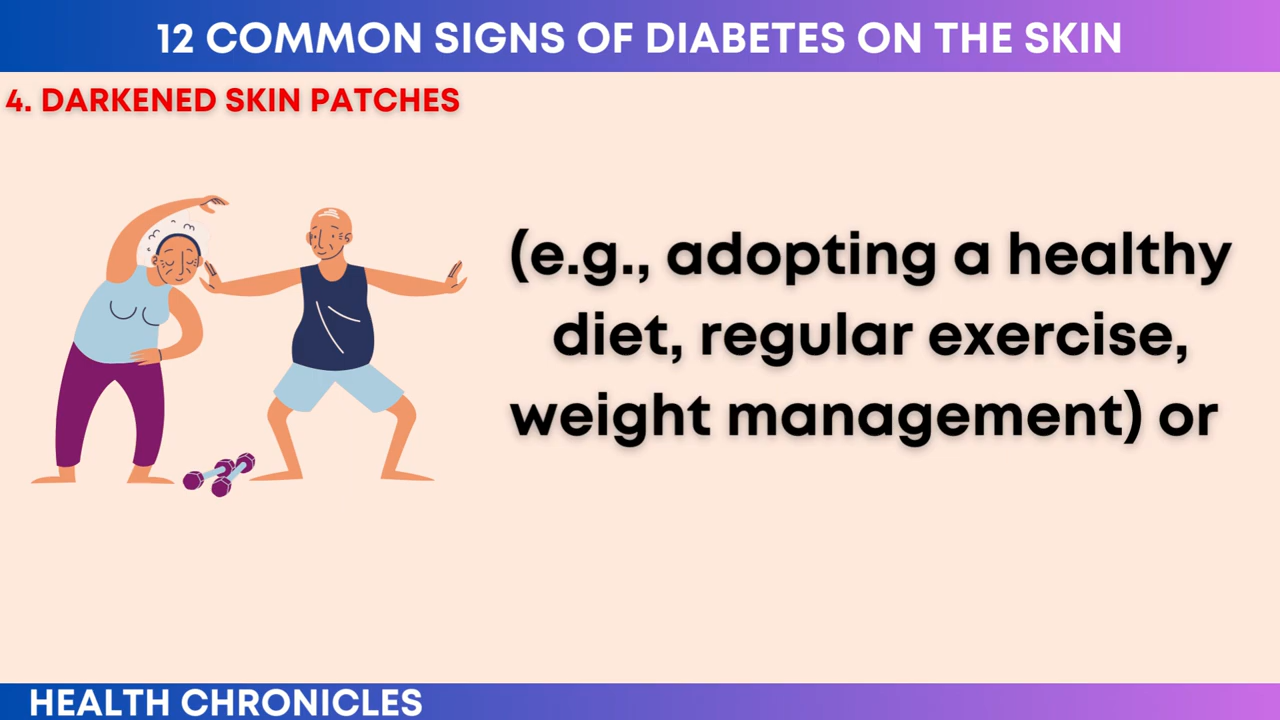 12 COMMON SIGNS OF DIABETES ON THE SKIN
4. DARKENED SKIN PATCHES
(e.g., adopting a healthy
diet, regular exercise,
weight management) or
HEALTH CHRONICLES